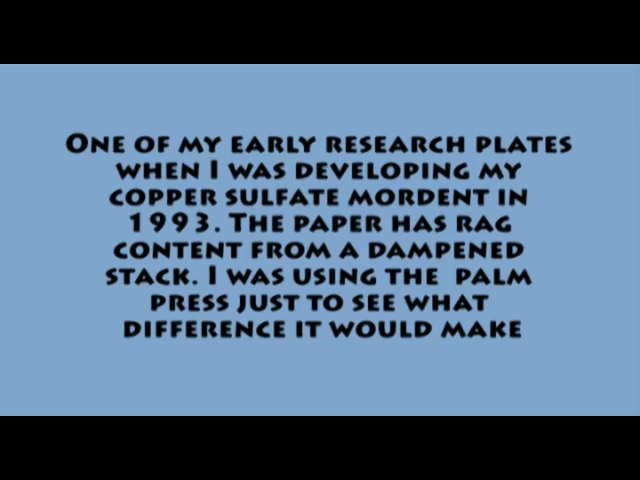 One of my early research plates
when I was developing my
copper sulfate mordent in
1993. The paper has rag
content from a dampened
stack. I was using the  palm
press just to see what
difference it would make